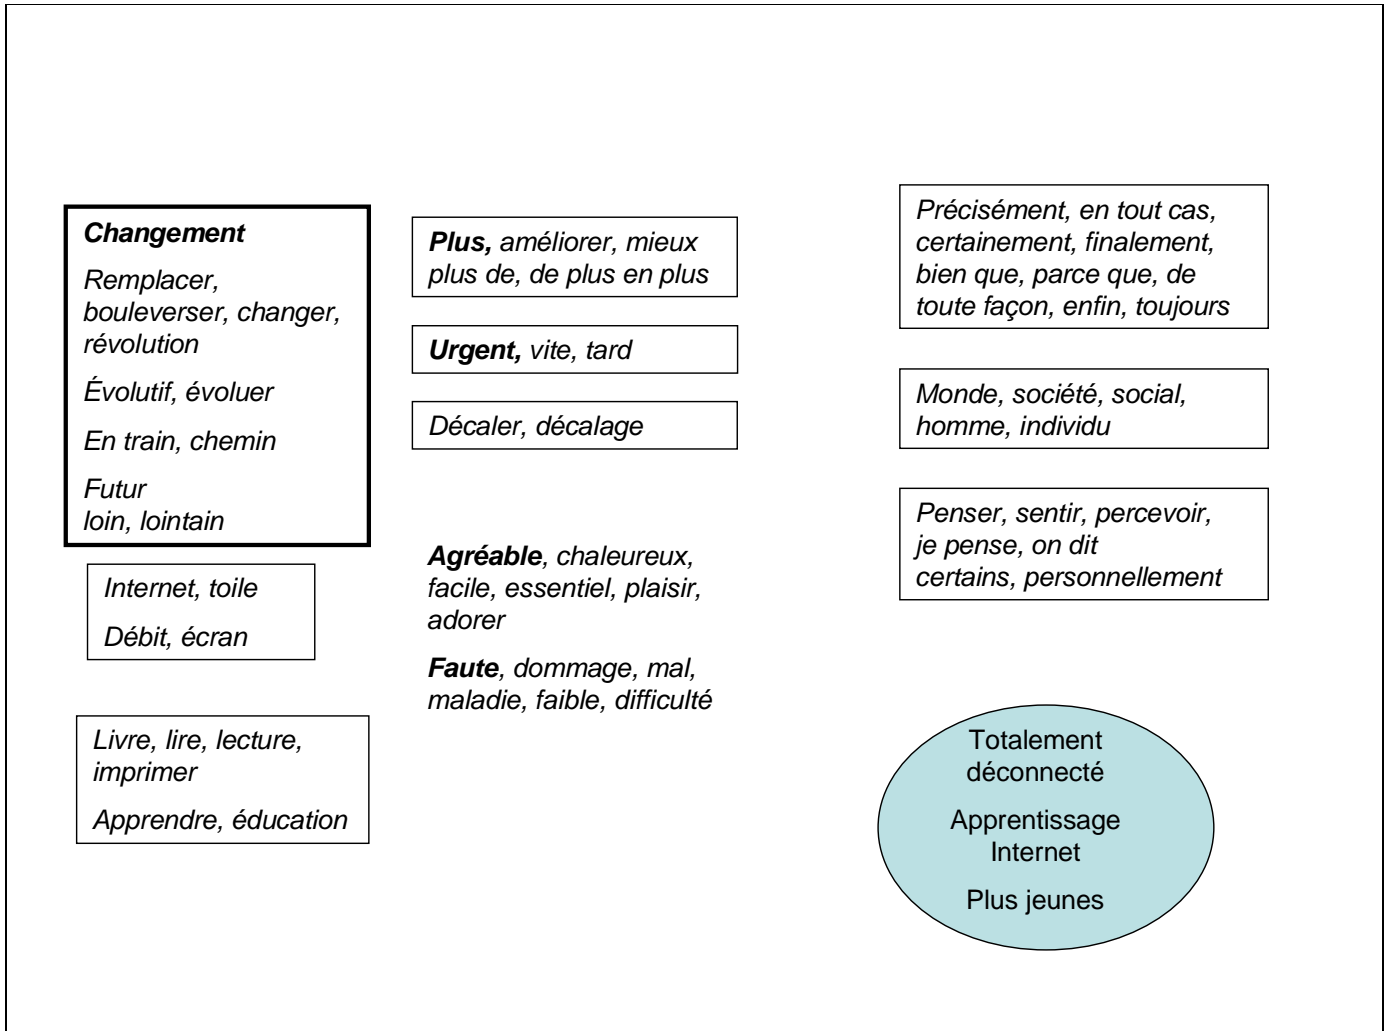 Changement
Remplacer,
bouleverser, changer,
révolution
Évolutif, évoluer
En train, chemin
Futur
loin, lointain
Internet, toile
Débit, écran
Livre, lire, lecture,
imprimer
Apprendre, éducation
Plus, améliorer, mieux
plus de, de plus en plus
Urgent, vite, tard
Décaler, décalage
Agréable, chaleureux,
facile, essentiel, plaisir,
adorer
Faute, dommage, mal,
maladie, faible, difficulté
Précisément, en tout cas,
certainement, finalement,
bien que, parce que, de
toute façon, enfin, toujours
Monde, société, social,
homme, individu
Penser, sentir, percevoir,
je pense, on dit
certains, personnellement
Totalement
déconnecté
Apprentissage
Internet
Plus jeunes